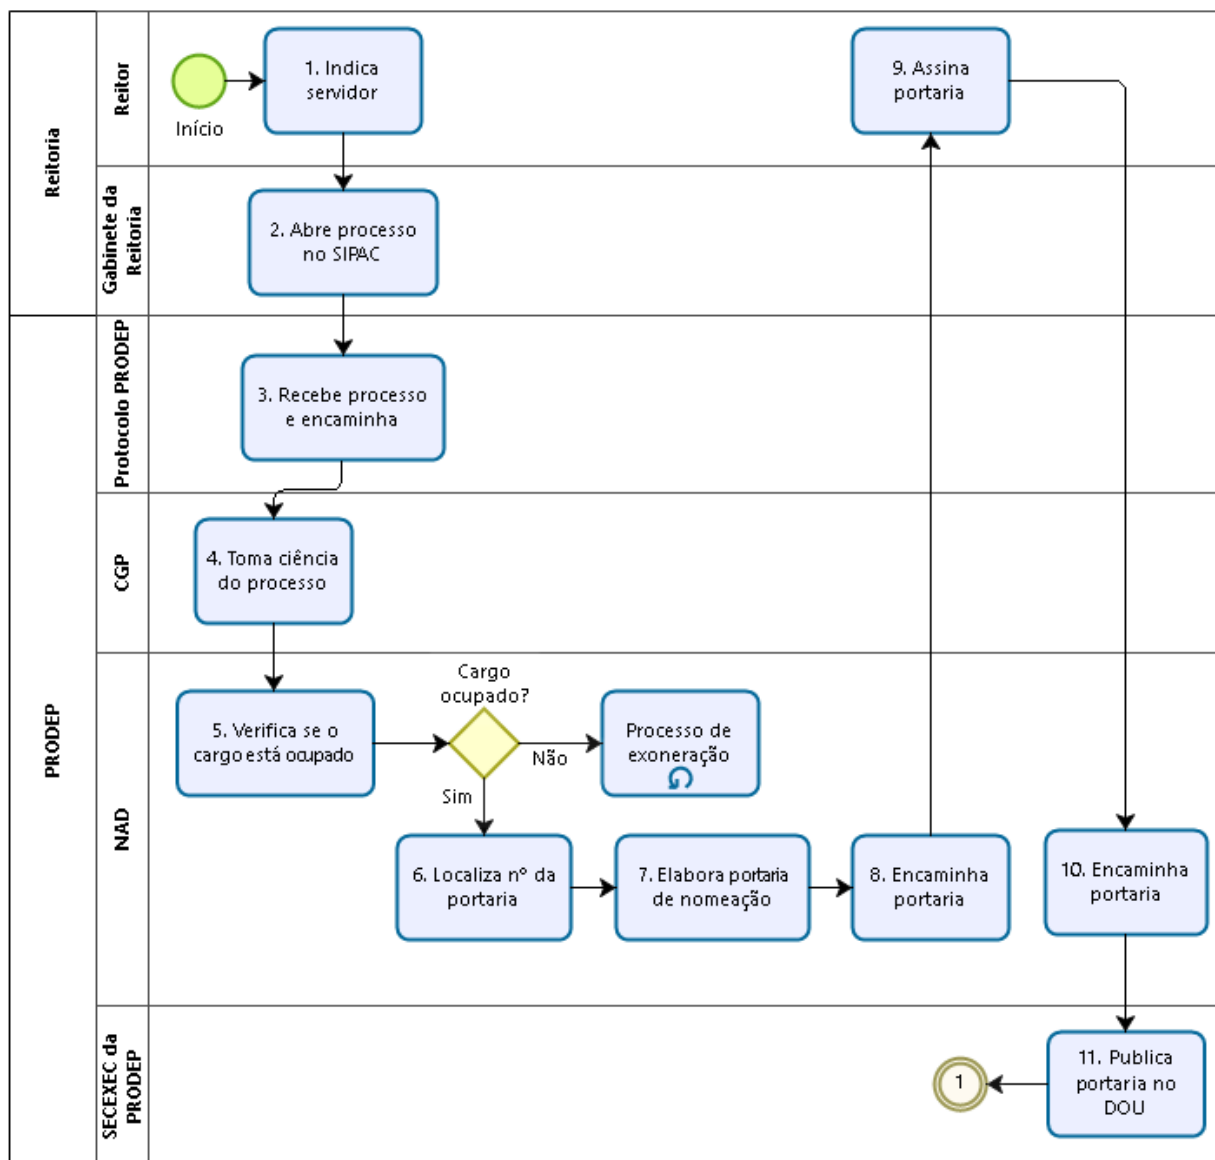 Reitoria
Reitor
Início
1. Indica
servidor
9. Assina
portaria
Gabinete da
Reitoria
2. Abre processo
no SIPAC
PRODEP
Protocolo PRODEP
3. Recebe processo
e encaminha
CGP
4. Toma ciência
do processo
NAD
5. Verifica se o
cargo está ocupado
Cargo
ocupado?
Não
Sim
Processo de
exoneração
6. Localiza nº da
portaria
7. Elabora portaria
de nomeação
8. Encaminha
portaria
10. Encaminha
portaria
SECEXEC da
PRODEP
11. Publica
portaria no
DOU
1